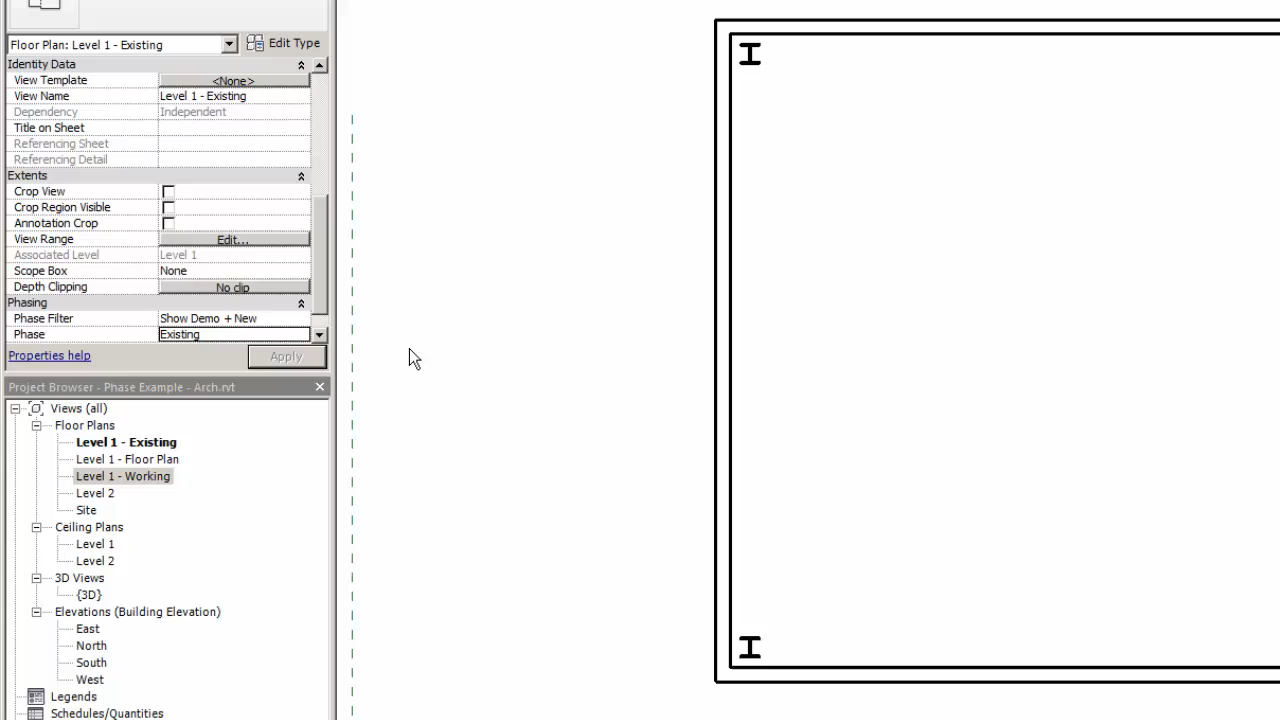 Floor Plan: Level 1 - Existing Edit Type
Identity Data
View Template <None>
View Name Level 1 - Existing
Dependency Independent
Title on Sheet
Referencing Sheet
Referencing Detail
Extents
Crop View
Crop Region Visible
Annotation Crop
View Range Edit...
Associated Level Level 1
Scope Box None
Depth Clipping No clip
Phasing
Phase Filter Show Demo + New
Phase Existing
Properties help Apply
Project Browser - Phase Example - Arch.rvt
Views (all)
Floor Plans
Level 1 - Existing
Level 1 - Floor Plan
Level 1 - Working
Level 2
Site
Ceiling Plans
Level 1
Level 2
3D Views
{3D}
Elevations (Building Elevation)
East
North
South
West
Legends
Schedules/Quantities